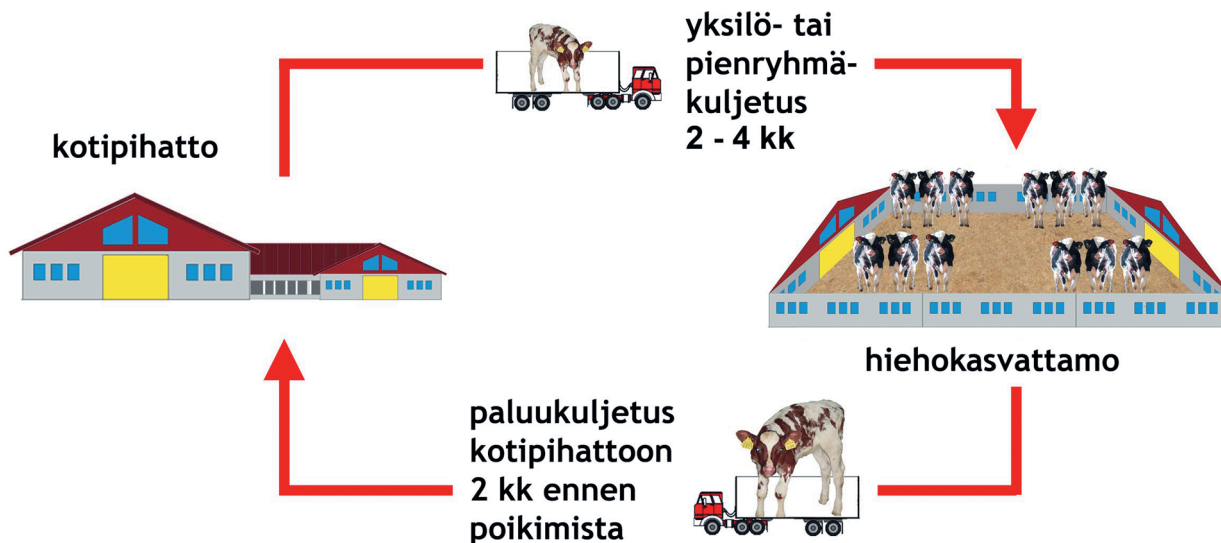 kotipihatto
yksilö- tai
pienryhmä-
kuljetus
2 - 4 kk
hiehokasvattamo
paluukuljetus
kotipihattoon
2 kk ennen
poikimista